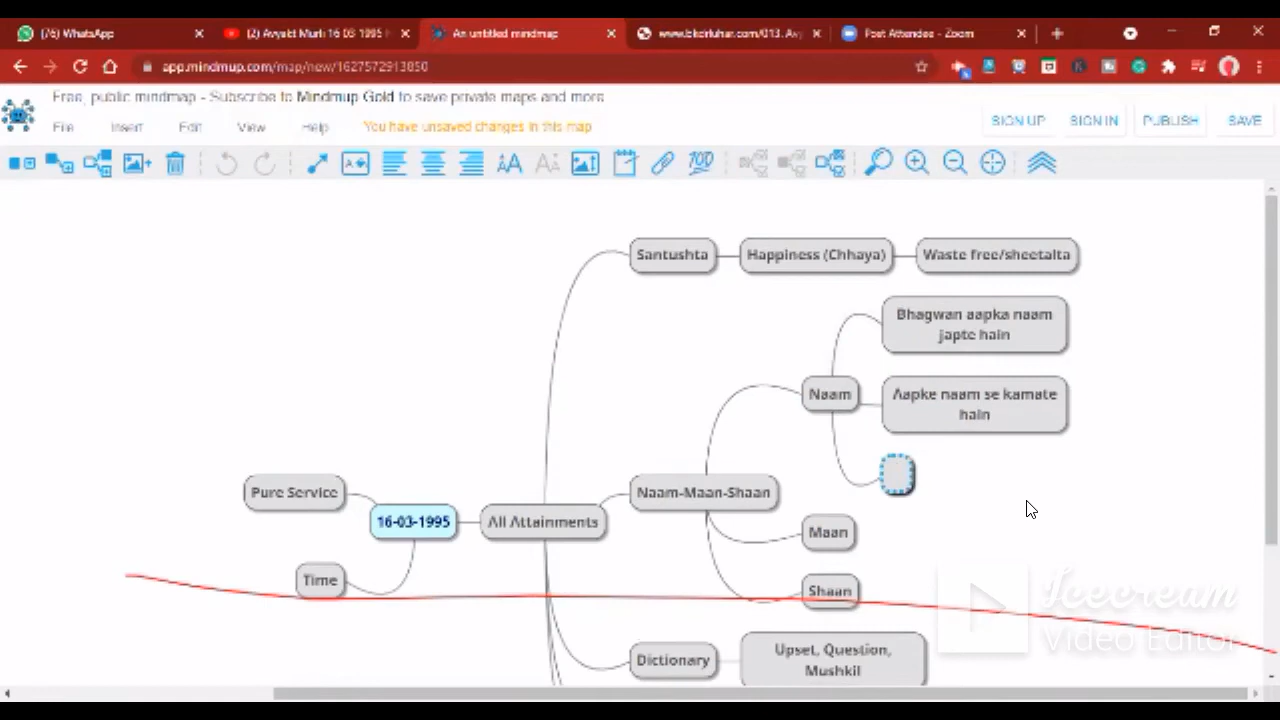 (76) WhatsApp
(2) Avyakt Murli 16 03 1995
An untitled mindmap
www.bkdrluhar.com/013. Avy
Post Attendee - Zoom
app.mindmup.com/map/new/1627572913850
Free, public mindmap - Subscribe to Mindmup Gold to save private maps and more
File Insert Edit View Help You have unsaved changes in this map
SIGN UP SIGN IN PUBLISH SAVE
Santushta
Happiness (Chhaya)
Waste free/sheetalta
Bhagwan aapka naam
japte hain
Naam
Aapke naam se kamate
hain
Pure Service
16-03-1995
All Attainments
Naam-Maan-Shaan
Maan
Time
Shaan
Dictionary
Upset, Question,
Mushkil
Icecream
Video Editor